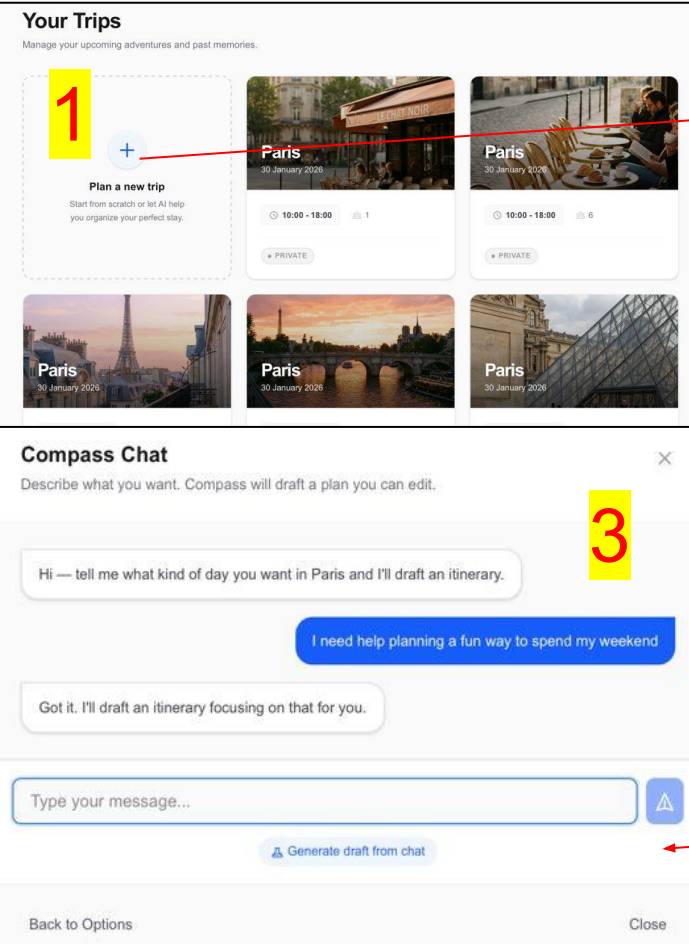 Your Trips
Manage your upcoming adventures and past memories.
1
Plan a new trip
Start from scratch or let AI help
you organize your perfect stay.
LE CHAT NOIR
Paris
30 January 2026
10:00 - 18:00
1
PRIVATE
Paris
30 January 2026
10:00 - 18:00
6
PRIVATE
Paris
30 January 2026
Paris
30 January 2026
Paris
30 January 2026
Compass Chat
Describe what you want. Compass will draft a plan you can edit.
3
Hi — tell me what kind of day you want in Paris and I'll draft an itinerary.
I need help planning a fun way to spend my weekend
Got it. I'll draft an itinerary focusing on that for you.
Type your message...
Generate draft from chat
Back to Options
Close